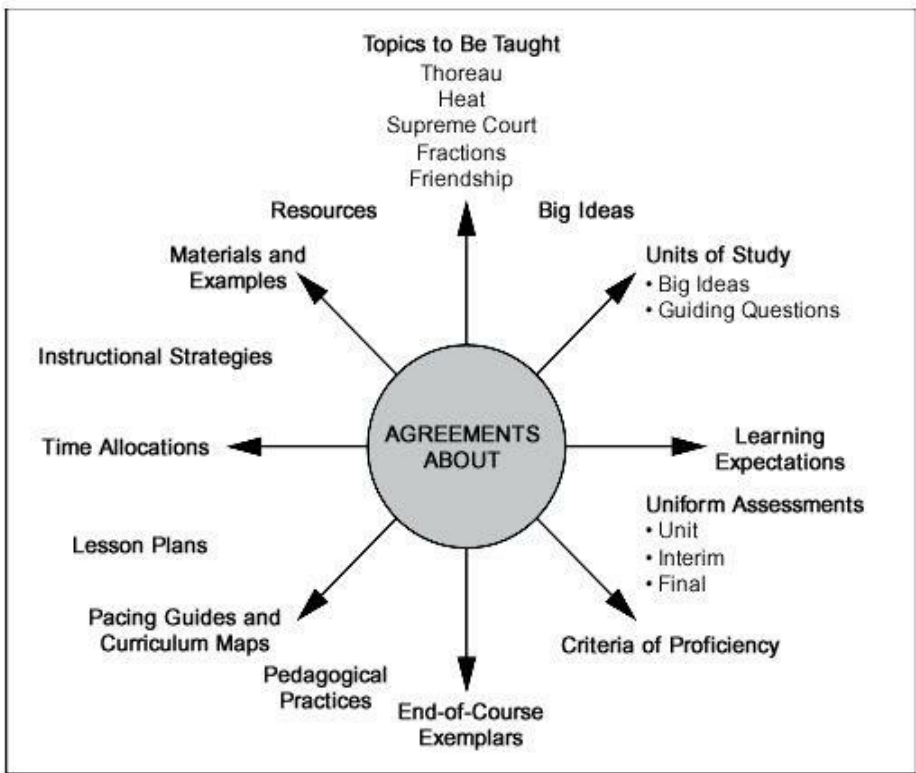 Topics to Be Taught
Thoreau
Heat
Supreme Court
Fractions
Friendship
Resources
Big Ideas
Materials and
Examples
Units of Study
• Big Ideas
• Guiding Questions
Instructional Strategies
AGREEMENTS
ABOUT
Time Allocations
Learning
Expectations
Uniform Assessments
• Unit
• Interim
• Final
Lesson Plans
Pacing Guides and
Curriculum Maps
Criteria of Proficiency
Pedagogical
Practices
End-of-Course
Exemplars